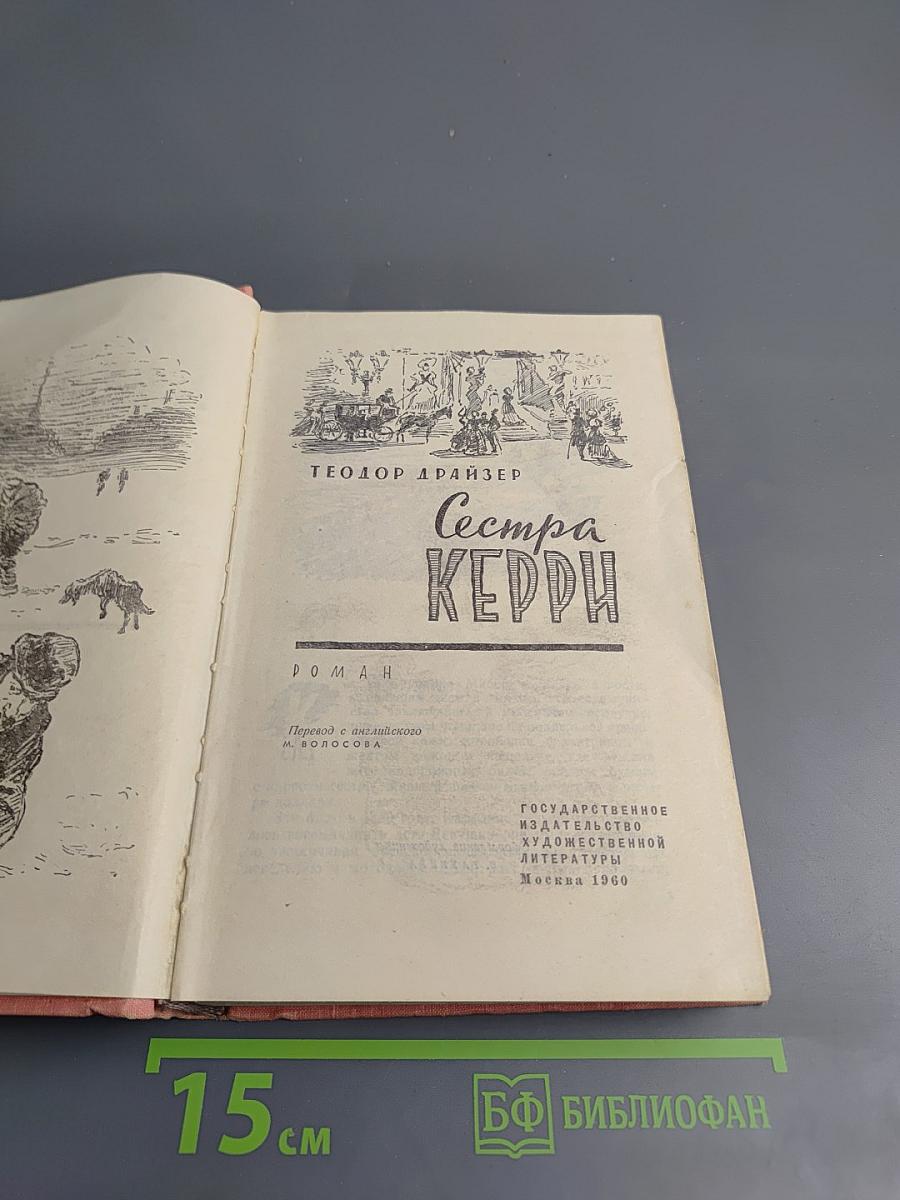 ТЕОДОР ДРАЙЗЕР
Сестра
КЕРРИ
РОМАН
Перевод с английского
М. ВОЛОСОВА
ГОСУДАРСТВЕННОЕ
ИЗДАТЕЛЬСТВО
ХУДОЖЕСТВЕННОЙ
ЛИТЕРАТУРЫ
Москва 1960
15 см
БФ БИБЛИОФАН